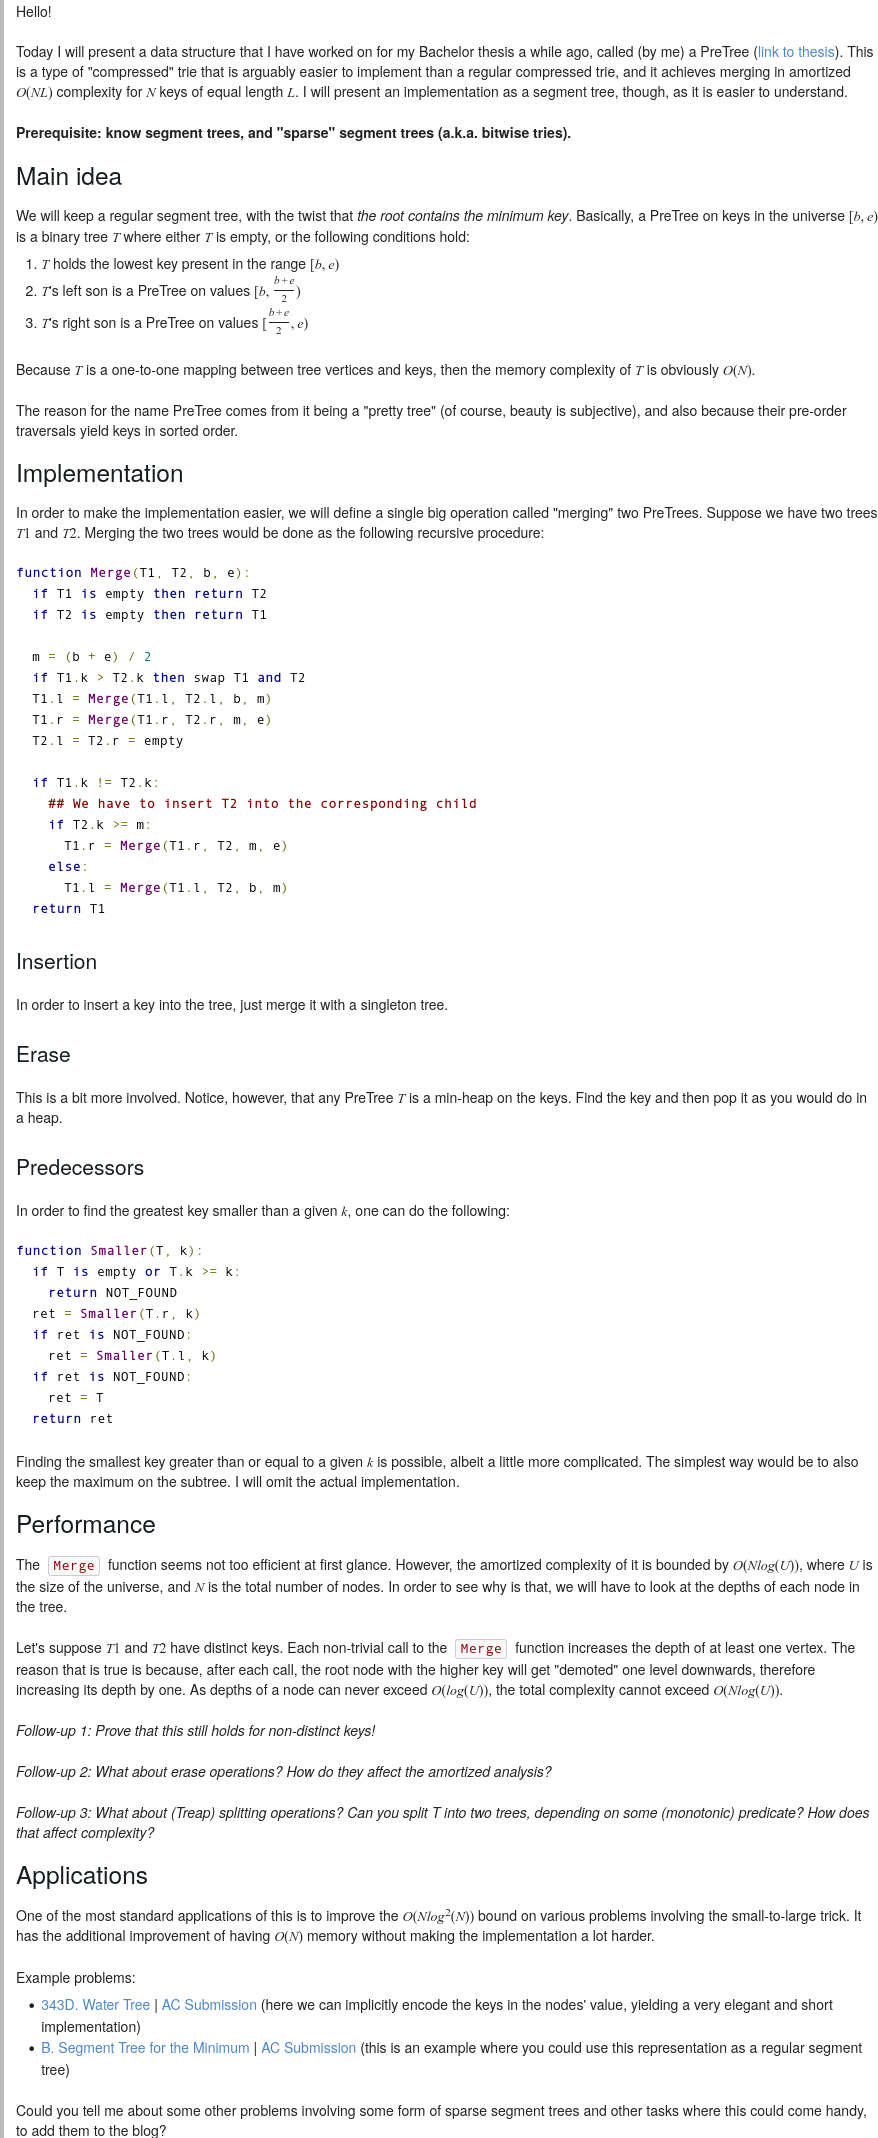 Hello!
Today I will present a data structure that I have worked on for my Bachelor thesis a while ago, called (by me) a PreTree (link to thesis). This
is a type of "compressed" trie that is arguably easier to implement than a regular compressed trie, and it achieves merging in amortized
O(NL) complexity for N keys of equal length L. I will present an implementation as a segment tree, though, as it is easier to understand.
Prerequisite: know segment trees, and "sparse" segment trees (a.k.a. bitwise tries).
Main idea
We will keep a regular segment tree, with the twist that the root contains the minimum key. Basically, a PreTree on keys in the universe [b, e)
is a binary tree T where either T is empty, or the following conditions hold:
1. T holds the lowest key present in the range [b, e)
2. T's left son is a PreTree on values [b, (b+e)/2)
3. T's right son is a PreTree on values [(b+e)/2, e)
Because T is a one-to-one mapping between tree vertices and keys, then the memory complexity of T is obviously O(N).
The reason for the name PreTree comes from it being a "pretty tree" (of course, beauty is subjective), and also because their pre-order
traversals yield keys in sorted order.
Implementation
In order to make the implementation easier, we will define a single big operation called "merging" two PreTrees. Suppose we have two trees
T1 and T2. Merging the two trees would be done as the following recursive procedure:
function Merge(T1, T2, b, e):
  if T1 is empty then return T2
  if T2 is empty then return T1
  m = (b + e) / 2
  if T1.k > T2.k then swap T1 and T2
  T1.l = Merge(T1.l, T2.l, b, m)
  T1.r = Merge(T1.r, T2.r, m, e)
  T2.l = T2.r = empty
  if T1.k != T2.k:
    ## We have to insert T2 into the corresponding child
    if T2.k >= m:
      T1.r = Merge(T1.r, T2, m, e)
    else:
      T1.l = Merge(T1.l, T2, b, m)
  return T1
Insertion
In order to insert a key into the tree, just merge it with a singleton tree.
Erase
This is a bit more involved. Notice, however, that any PreTree T is a min-heap on the keys. Find the key and then pop it as you would do in
a heap.
Predecessors
In order to find the greatest key smaller than a given k, one can do the following:
function Smaller(T, k):
  if T is empty or T.k >= k:
    return NOT_FOUND
  ret = Smaller(T.r, k)
  if ret is NOT_FOUND:
    ret = Smaller(T.l, k)
  if ret is NOT_FOUND:
    ret = T
  return ret
Finding the smallest key greater than or equal to a given k is possible, albeit a little more complicated. The simplest way would be to also
keep the maximum on the subtree. I will omit the actual implementation.
Performance
The Merge function seems not too efficient at first glance. However, the amortized complexity of it is bounded by O(Nlog(U)), where U is
the size of the universe, and N is the total number of nodes. In order to see why is that, we will have to look at the depths of each node in
the tree.
Let's suppose T1 and T2 have distinct keys. Each non-trivial call to the Merge function increases the depth of at least one vertex. The
reason that is true is because, after each call, the root node with the higher key will get "demoted" one level downwards, therefore
increasing its depth by one. As depths of a node can never exceed O(log(U)), the total complexity cannot exceed O(Nlog(U)).
Follow-up 1: Prove that this still holds for non-distinct keys!
Follow-up 2: What about erase operations? How do they affect the amortized analysis?
Follow-up 3: What about (Treap) splitting operations? Can you split T into two trees, depending on some (monotonic) predicate? How does
that affect complexity?
Applications
One of the most standard applications of this is to improve the O(Nlog²(N)) bound on various problems involving the small-to-large trick. It
has the additional improvement of having O(N) memory without making the implementation a lot harder.
Example problems:
• 343D. Water Tree | AC Submission (here we can implicitly encode the keys in the nodes' value, yielding a very elegant and short
implementation)
• B. Segment Tree for the Minimum | AC Submission (this is an example where you could use this representation as a regular segment
tree)
Could you tell me about some other problems involving some form of sparse segment trees and other tasks where this could come handy,
to add them to the blog?